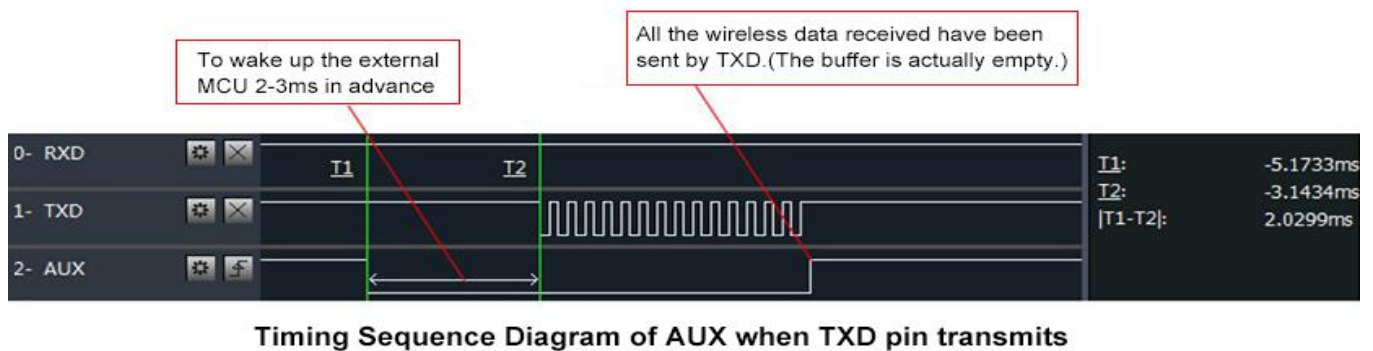 To wake up the external
MCU 2-3ms in advance
All the wireless data received have been
sent by TXD.(The buffer is actually empty.)
0- RXD
T1
T2
1- TXD
2- AUX
T1:
-5.1733ms
T2:
-3.1434ms
|T1-T2|:
2.0299ms
Timing Sequence Diagram of AUX when TXD pin transmits